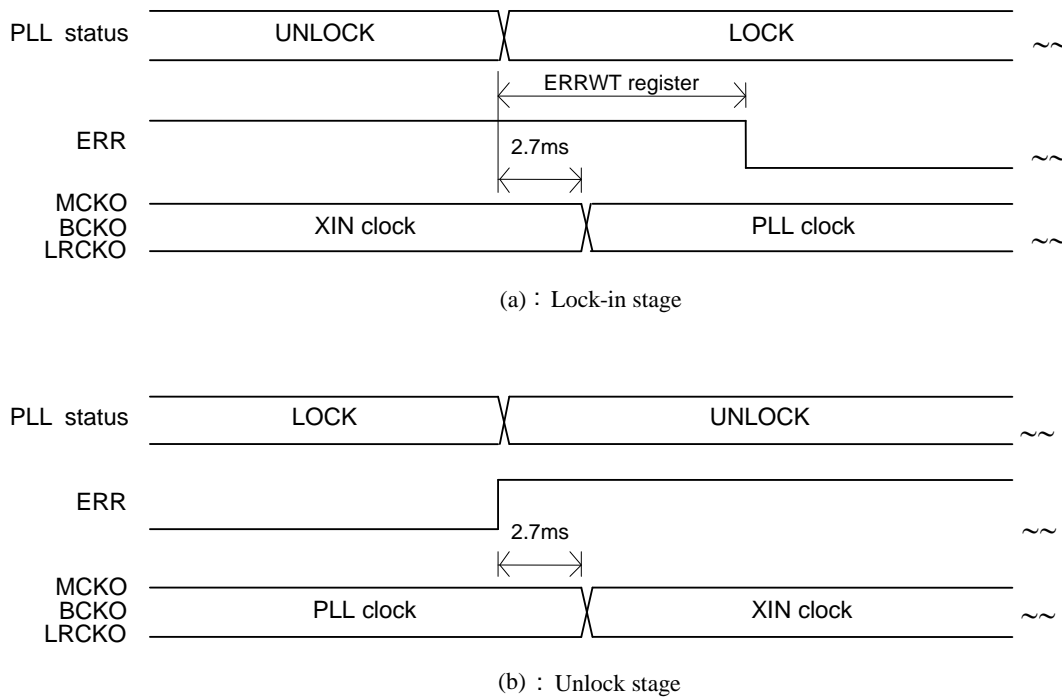 PLL status
UNLOCK
LOCK
~~
ERRWT register
ERR
2.7ms
~~
MCKO
BCKO
LRCKO
XIN clock
PLL clock
~~
(a)：Lock-in stage
PLL status
LOCK
UNLOCK
~~
ERR
2.7ms
~~
MCKO
BCKO
LRCKO
PLL clock
XIN clock
~~
(b)：Unlock stage